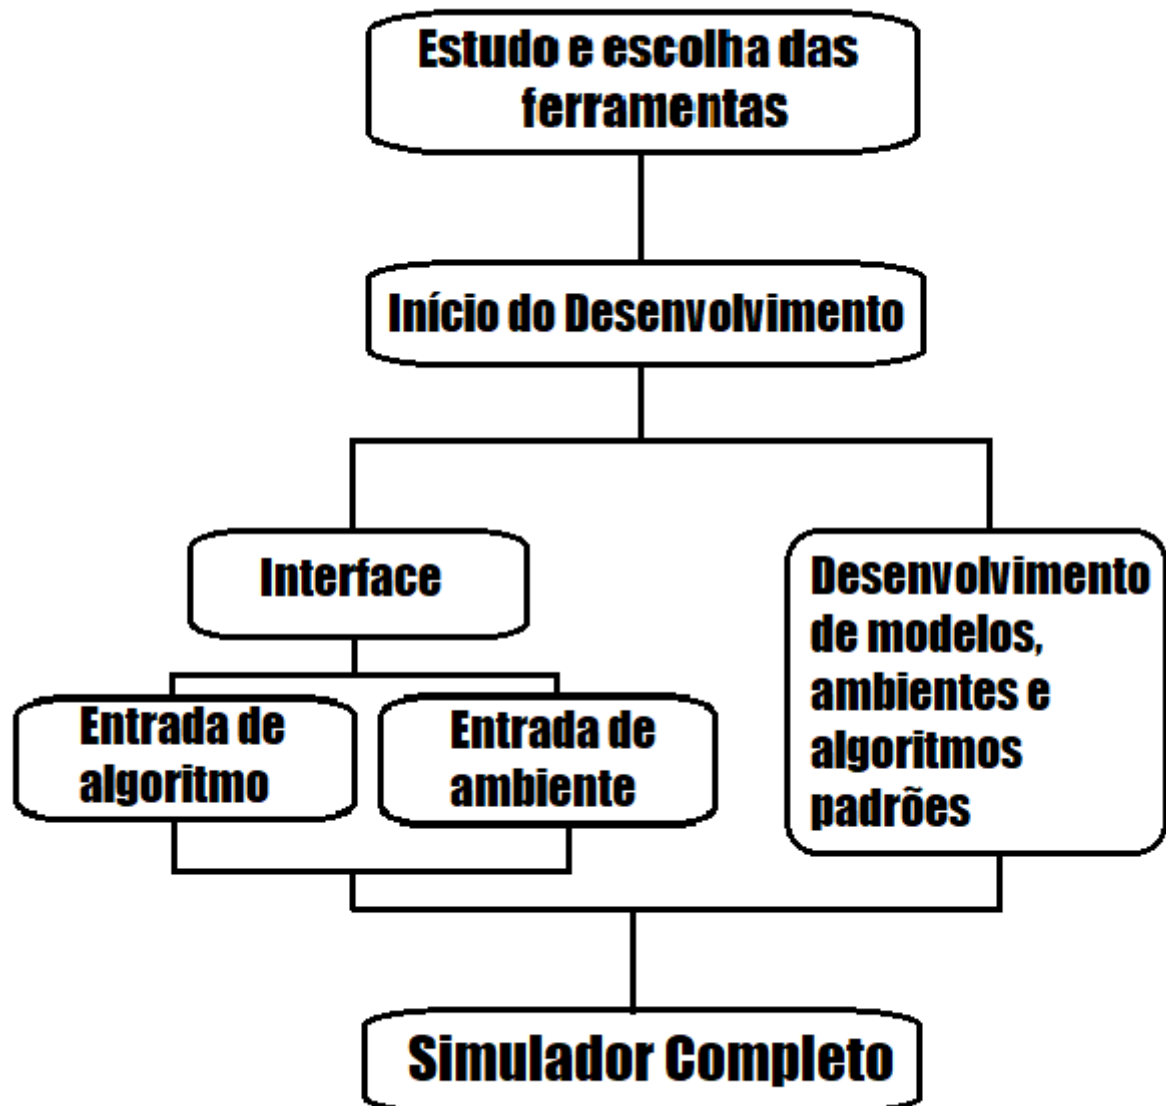 Estudo e escolha das
ferramentas
Início do Desenvolvimento
Interface
Entrada de
algoritmo
Entrada de
ambiente
Desenvolvimento
de modelos,
ambientes e
algoritmos
padrões
Simulador Completo